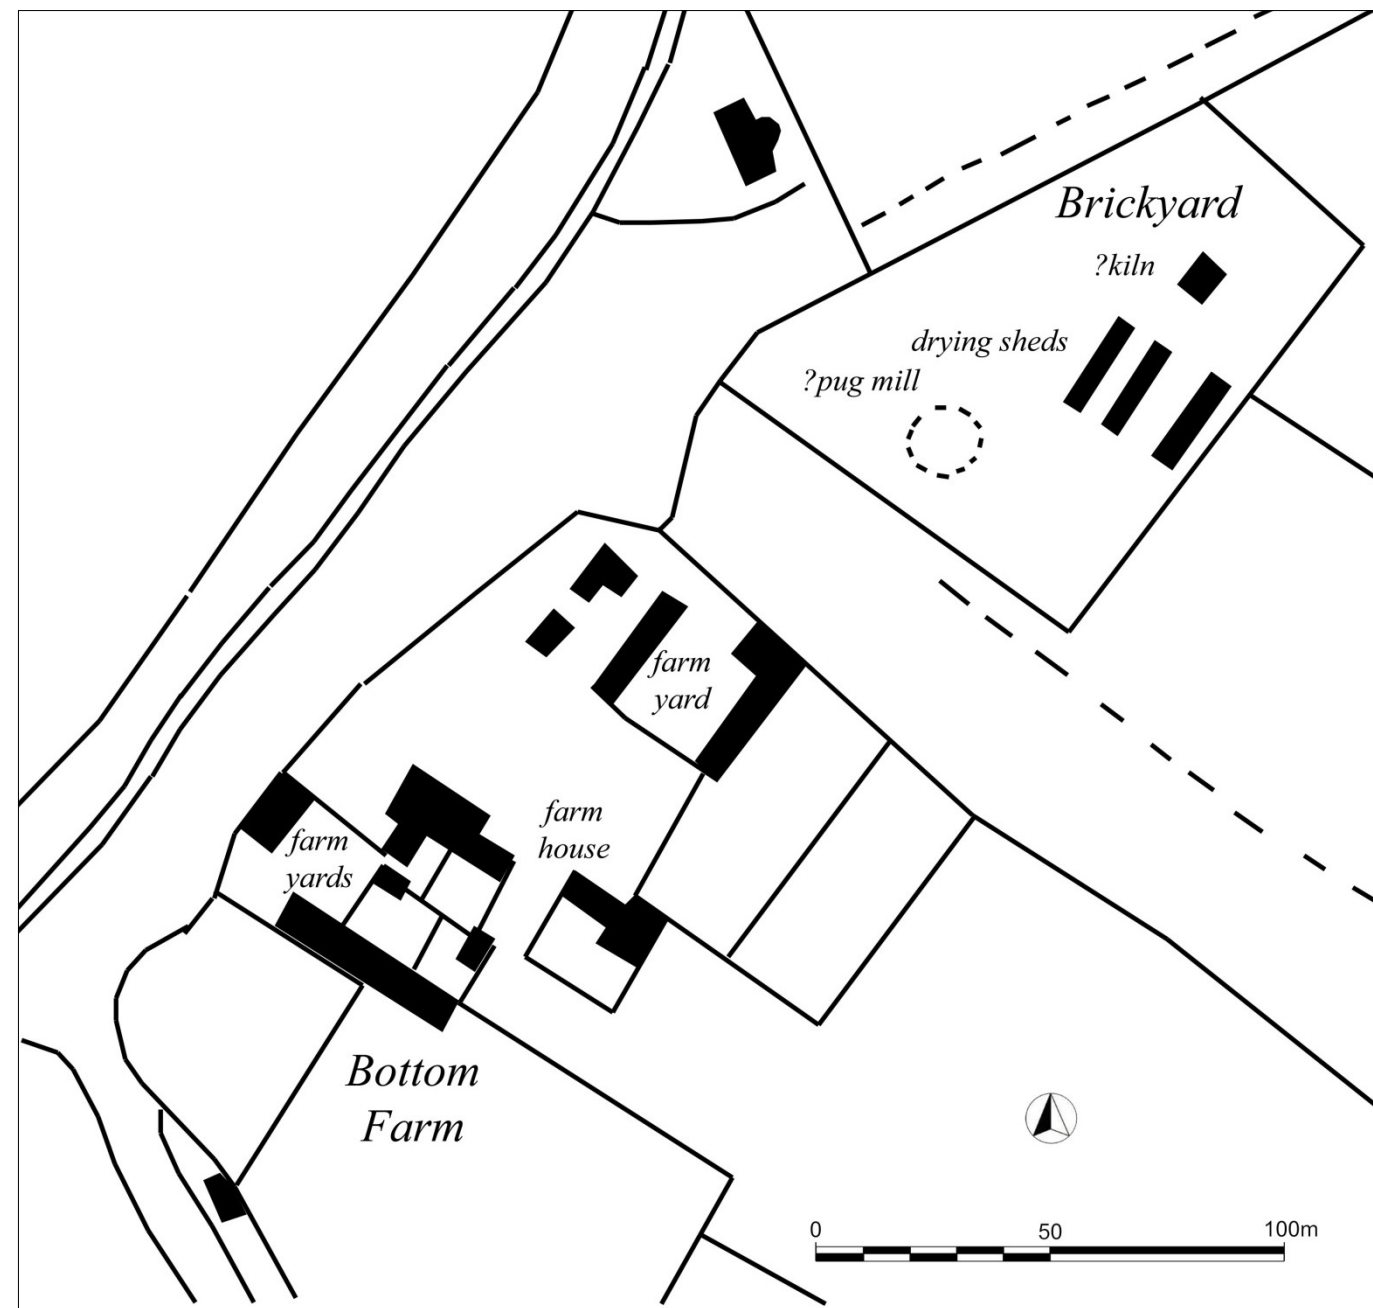 Brickyard
?kiln
drying sheds
?pug mill
farm
yard
farm
house
farm
yards
Bottom
Farm
0 50 100m